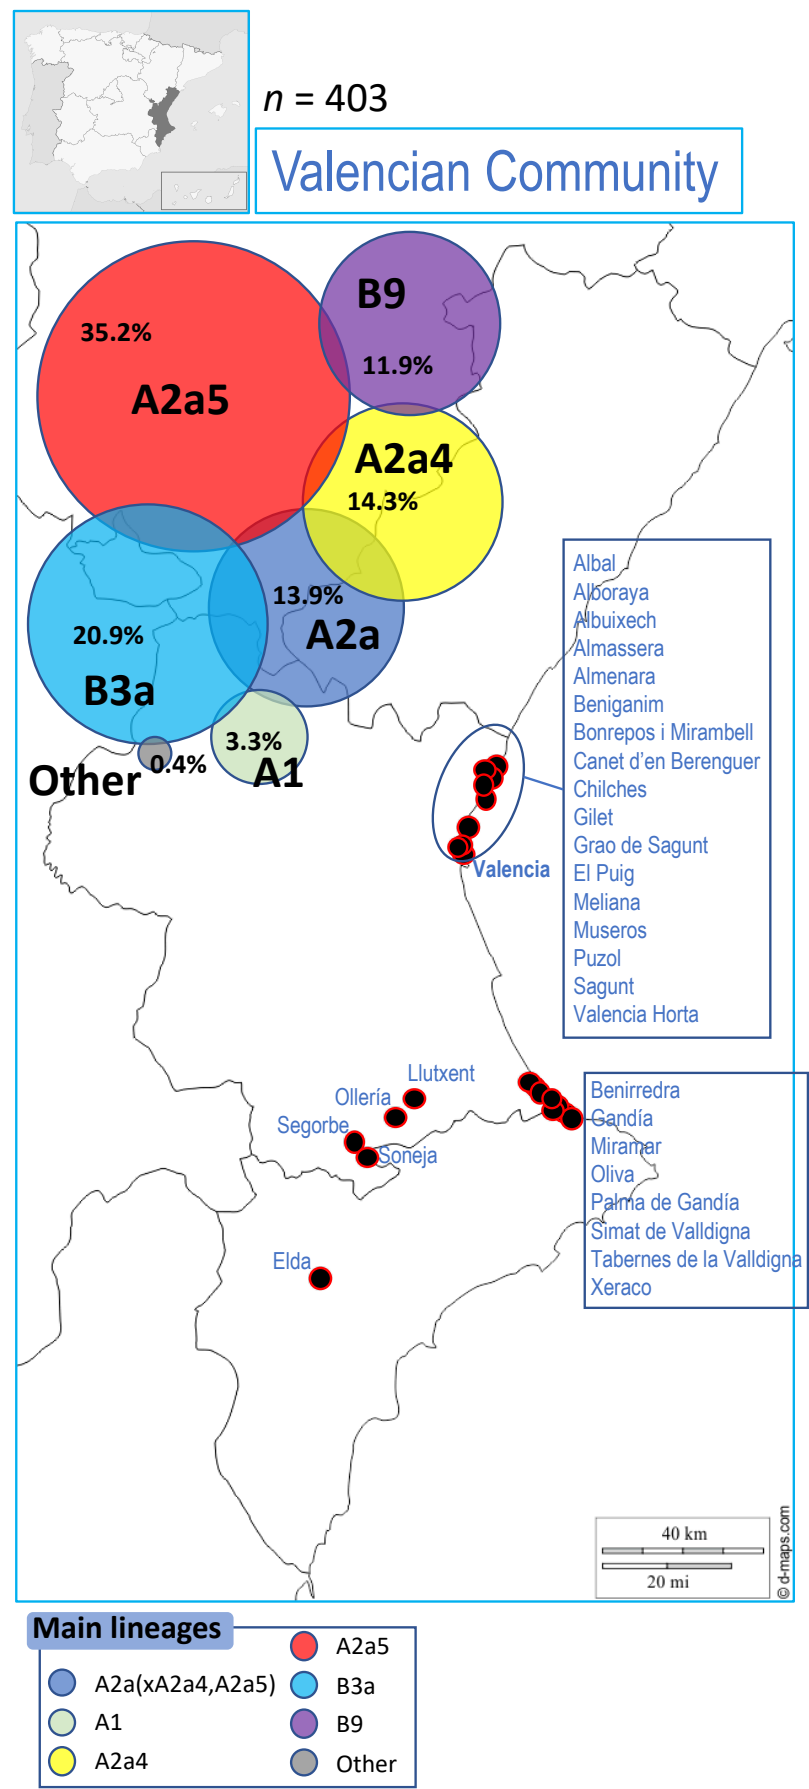 n = 403
Valencian Community
B9
11.9%
35.2%
A2a5
A2a4
14.3%
13.9%
A2a
20.9%
B3a
3.3%
A1
Other
0.4%
Albal
Alboraya
Albuixech
Almassera
Almenara
Beniganim
Bonrepos i Mirambell
Canet d'en Berenguer
Chilches
Gilet
Grao de Sagunt
El Puig
Meliana
Museros
Puzol
Sagunt
Valencia Horta
Valencia
Llutxent
Ollería
Segorbe
Soneja
Elda
Benirredra
Gandía
Miramar
Oliva
Palma de Gandía
Simat de Valldigna
Tabernes de la Valldigna
Xeraco
40 km
20 mi
© d-maps.com
Main lineages
A2a(xA2a4,A2a5)
A1
A2a4
A2a5
B3a
B9
Other